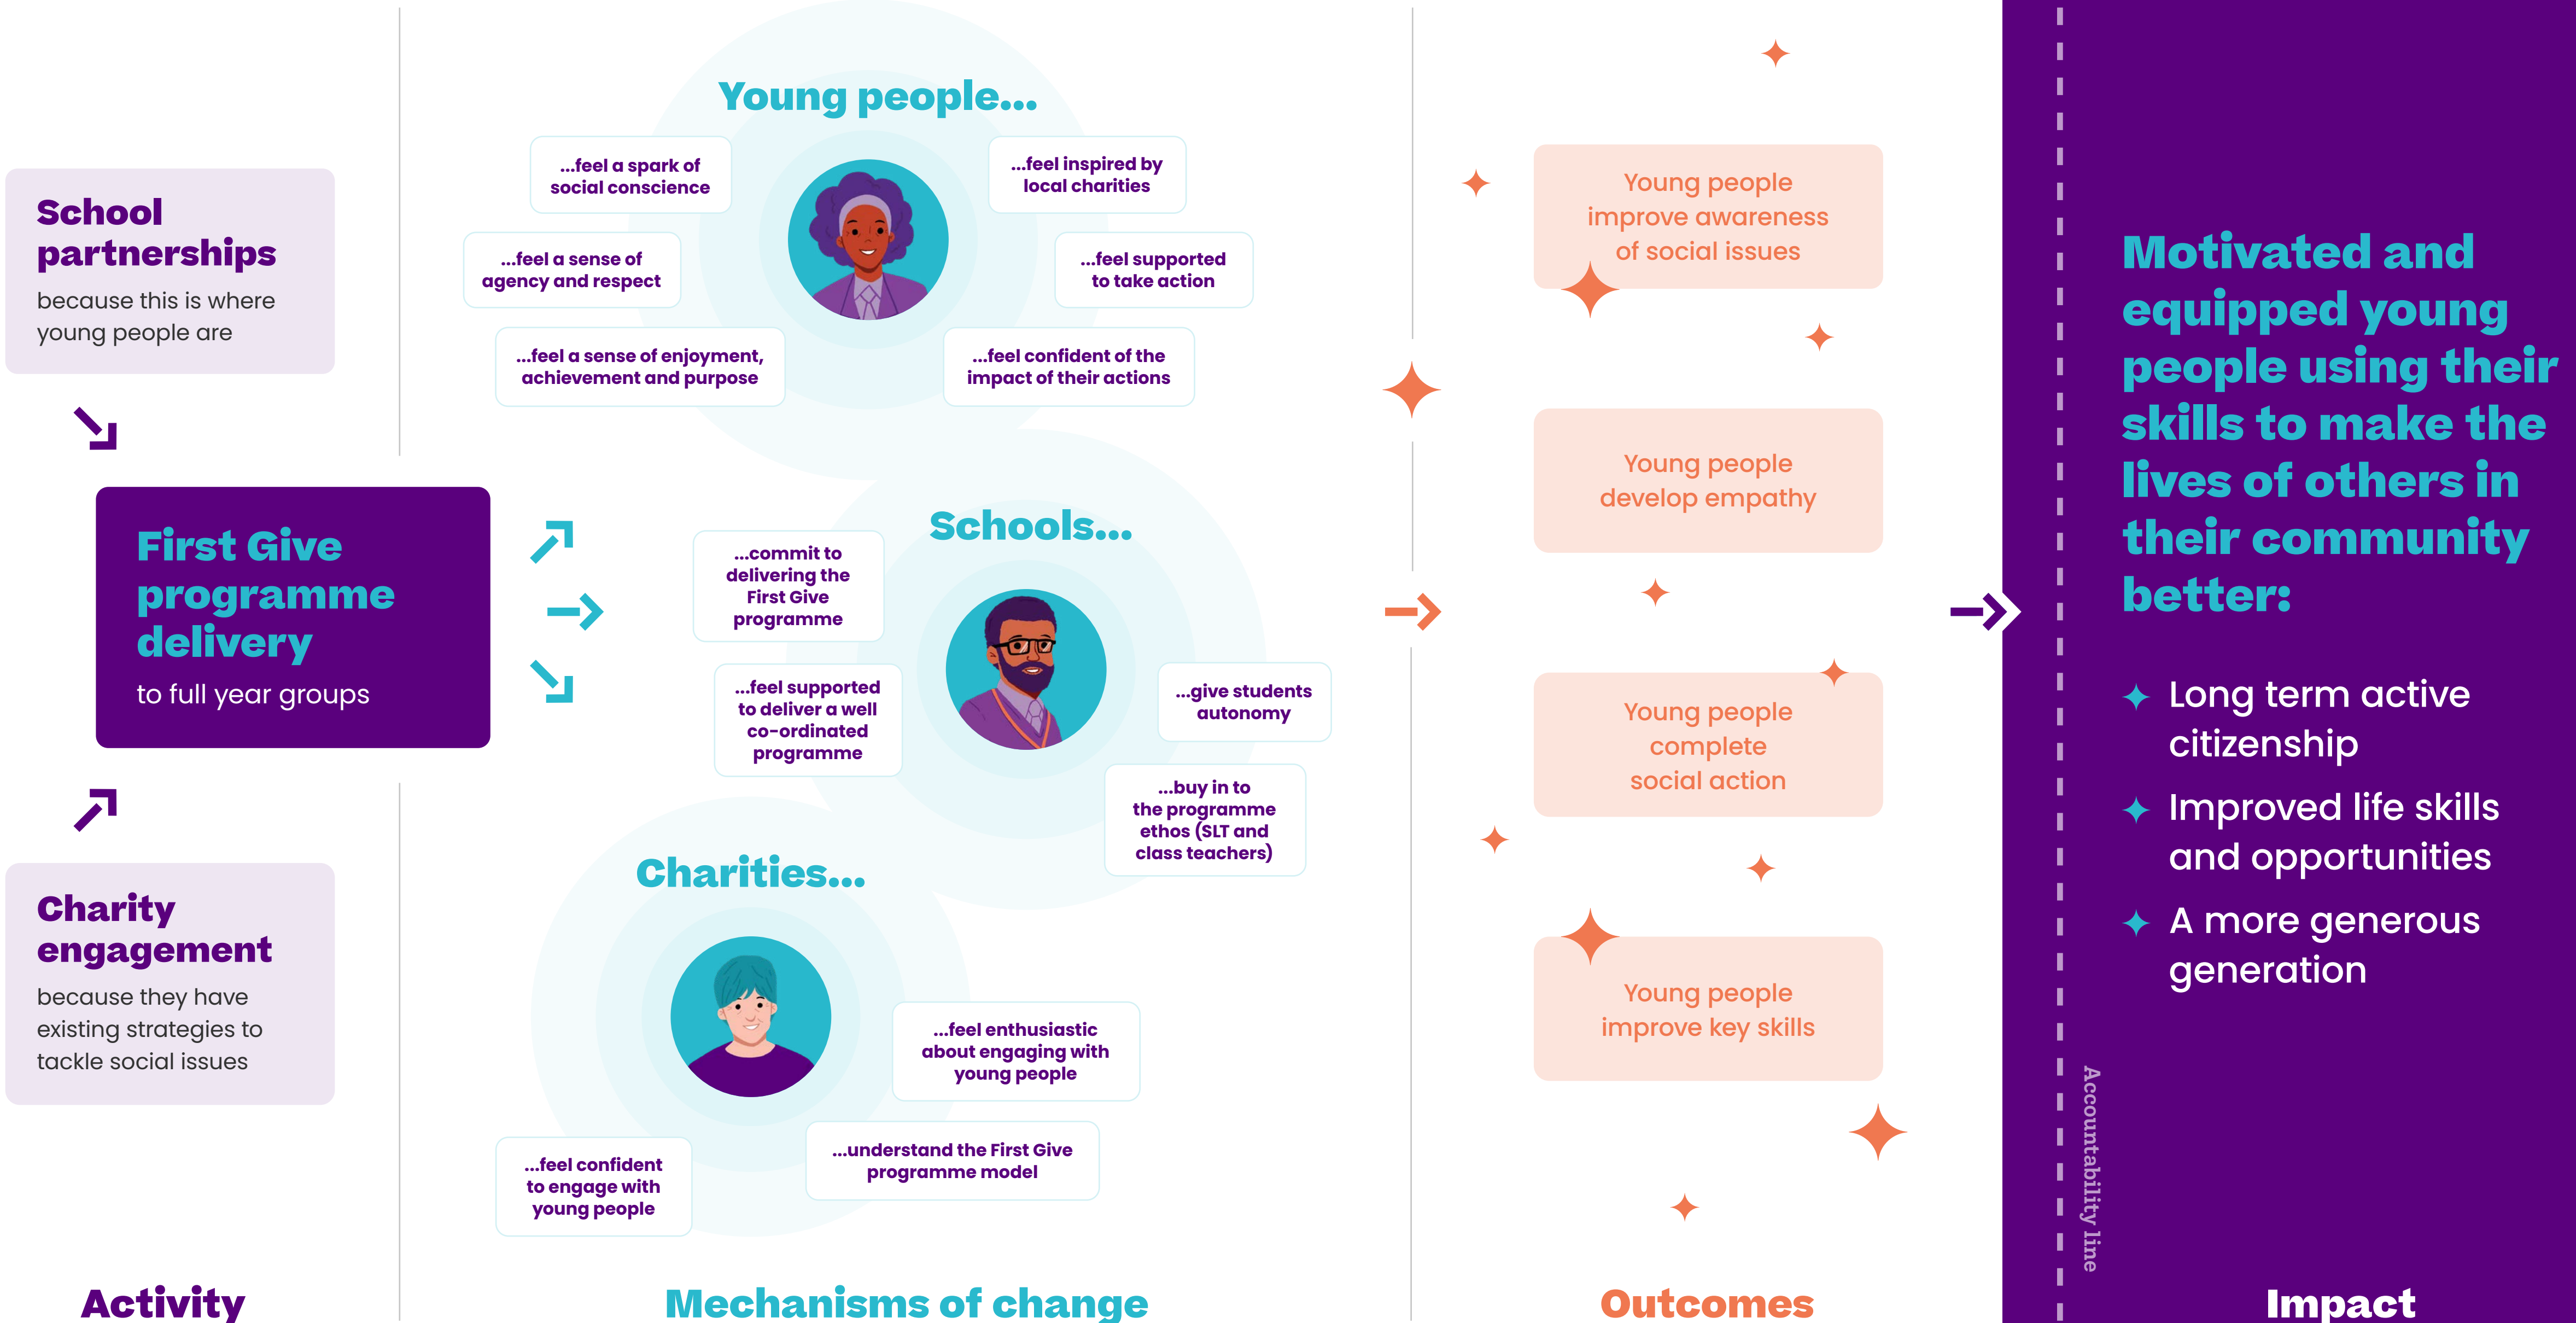 School
partnerships
because this is where
young people are
First Give
programme
delivery
to full year groups
Charity
engagement
because they have
existing strategies to
tackle social issues
Activity
Young people...
...feel a spark of
social conscience
...feel inspired by
local charities
...feel a sense of
agency and respect
...feel supported
to take action
...feel a sense of enjoyment,
achievement and purpose
...feel confident of the
impact of their actions
Schools...
...commit to
delivering the
First Give
programme
...feel supported
to deliver a well
co-ordinated
programme
...give students
autonomy
...buy in to
the programme
ethos (SLT and
class teachers)
Charities...
...feel enthusiastic
about engaging with
young people
...understand the First Give
programme model
...feel confident
to engage with
young people
Mechanisms of change
Young people
improve awareness
of social issues
Young people
develop empathy
Young people
complete
social action
Young people
improve key skills
Outcomes
Accountability line
Motivated and
equipped young
people using their
skills to make the
lives of others in
their community
better:
Long term active
citizenship
Improved life skills
and opportunities
A more generous
generation
Impact